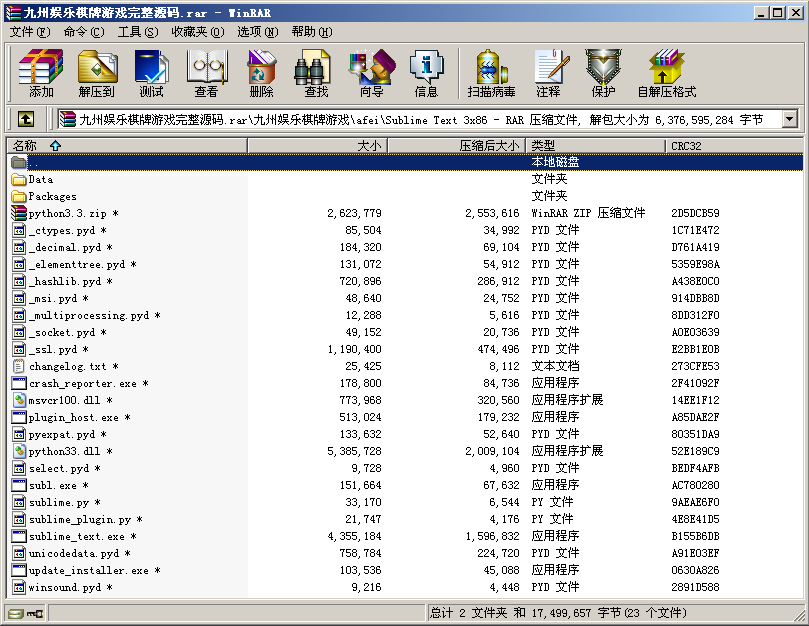 九州娱乐棋牌游戏完整源码.rar - WinRAR
文件(F) 命令(C) 工具(S) 收藏夹(O) 选项(N) 帮助(H)
添加 解压到 测试 查看 删除 查找 向导 信息 扫描病毒 注释 保护 自解压格式
九州娱乐棋牌游戏完整源码.rar\九州娱乐棋牌游戏\afei\Sublime Text 3x86 - RAR 压缩文件, 解包大小为 6,376,595,284 字节
名称 大小 压缩后大小 类型 CRC32
.. 本地磁盘
Data 文件夹
Packages 文件夹
python3.3.zip * 2,623,779 2,553,616 WinRAR ZIP 压缩文件 2D5DCB59
_ctypes.pyd * 85,504 34,992 PYD 文件 1C71E472
_decimal.pyd * 184,320 69,104 PYD 文件 D761A419
_elementtree.pyd * 131,072 54,912 PYD 文件 5359E98A
_hashlib.pyd * 720,896 286,912 PYD 文件 A438E0C0
_msi.pyd * 48,640 24,752 PYD 文件 914DBB8D
_multiprocessing.pyd * 12,288 5,616 PYD 文件 8DD312F0
_socket.pyd * 49,152 20,736 PYD 文件 A0E03639
_ssl.pyd * 1,190,400 474,496 PYD 文件 E2BB1E0B
changelog.txt * 25,425 8,112 文本文档 273CFE53
crash_reporter.exe * 178,800 84,736 应用程序 2F41092F
msvcr100.dll * 773,968 320,560 应用程序扩展 14EE1F12
plugin_host.exe * 513,024 179,232 应用程序 A85DAE2F
pyexpat.pyd * 133,632 52,640 PYD 文件 80351DA9
python33.dll * 5,385,728 2,009,104 应用程序扩展 52E189C9
select.pyd * 9,728 4,960 PYD 文件 BEDF4AFB
subl.exe * 151,664 67,632 应用程序 AC780280
sublime.py * 33,170 6,544 PY 文件 9AEAE6F0
sublime_plugin.py * 21,747 4,176 PY 文件 4E8E41D5
sublime_text.exe * 4,355,184 1,596,832 应用程序 B155B6DB
unicodedata.pyd * 758,784 224,720 PYD 文件 A91E03EF
update_installer.exe * 103,536 45,088 应用程序 0630A826
winsound.pyd * 9,216 4,448 PYD 文件 2891D588
总计 2 文件夹 和 17,499,657 字节(23 个文件)